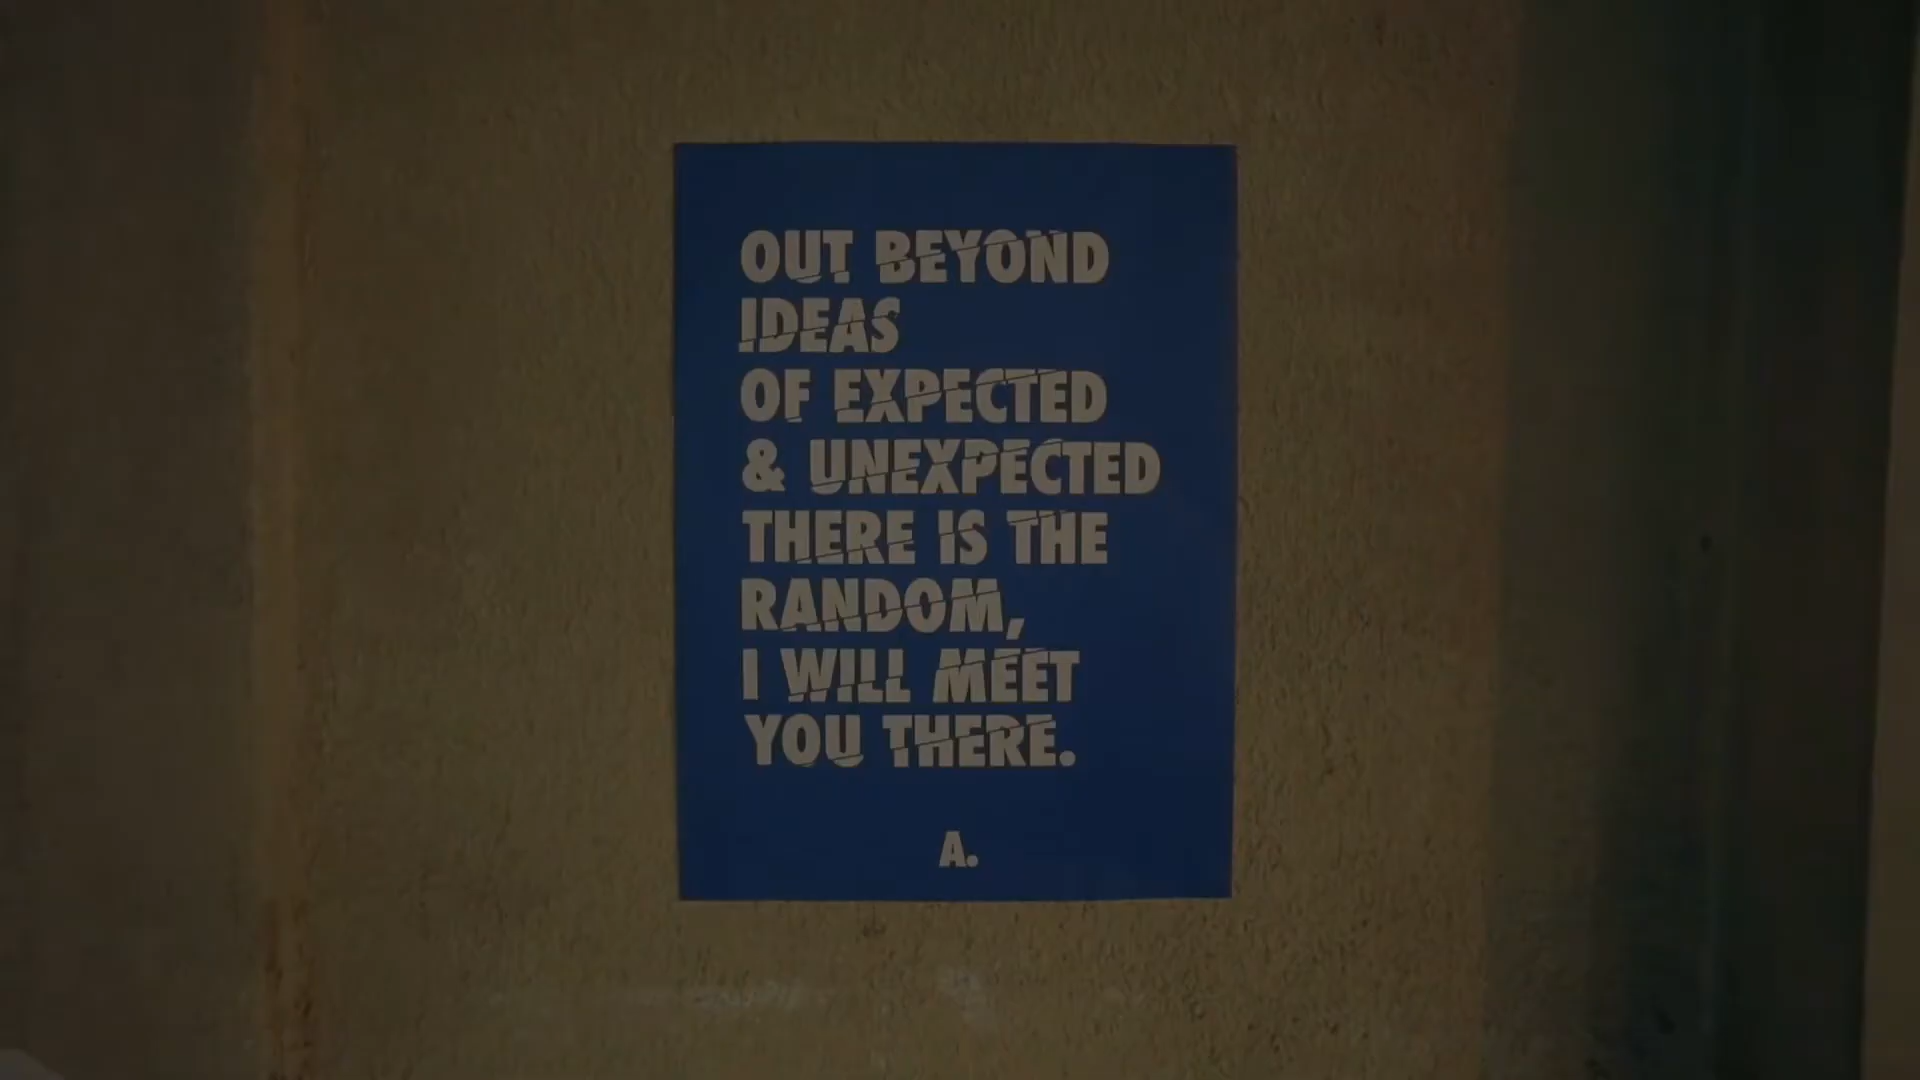 OUT BEYOND
IDEAS
OF EXPECTED
& UNEXPECTED
THERE IS THE
RANDOM,
I WILL MEET
YOU THERE.
A.